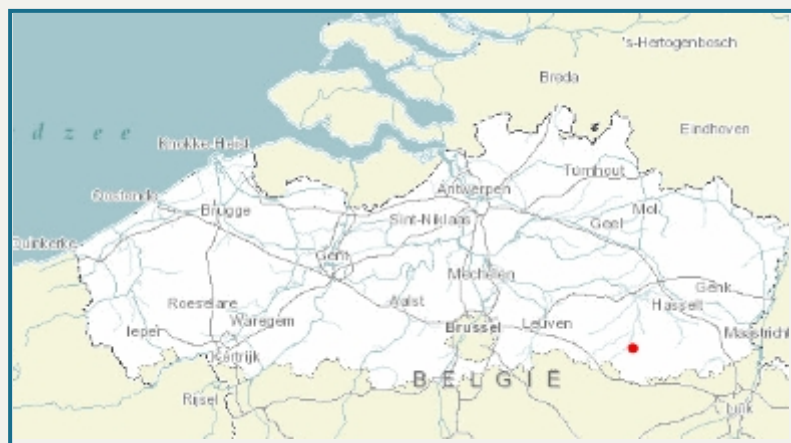 's-Hertogenbosch
Breda
Eindhoven
d z e e
Knokke-Heist
Turnhout
Antwerpen
Oostende
Mol
Brugge
Sint-Niklaas
Geel
Duinkerke
Gent
Mechelen
Genk
Roeselare
Aalst
Hasselt
Waregem
Ieper
Brussel
Leuven
Maastricht
Kortrijk
BELGIË
Rijsel
Luik